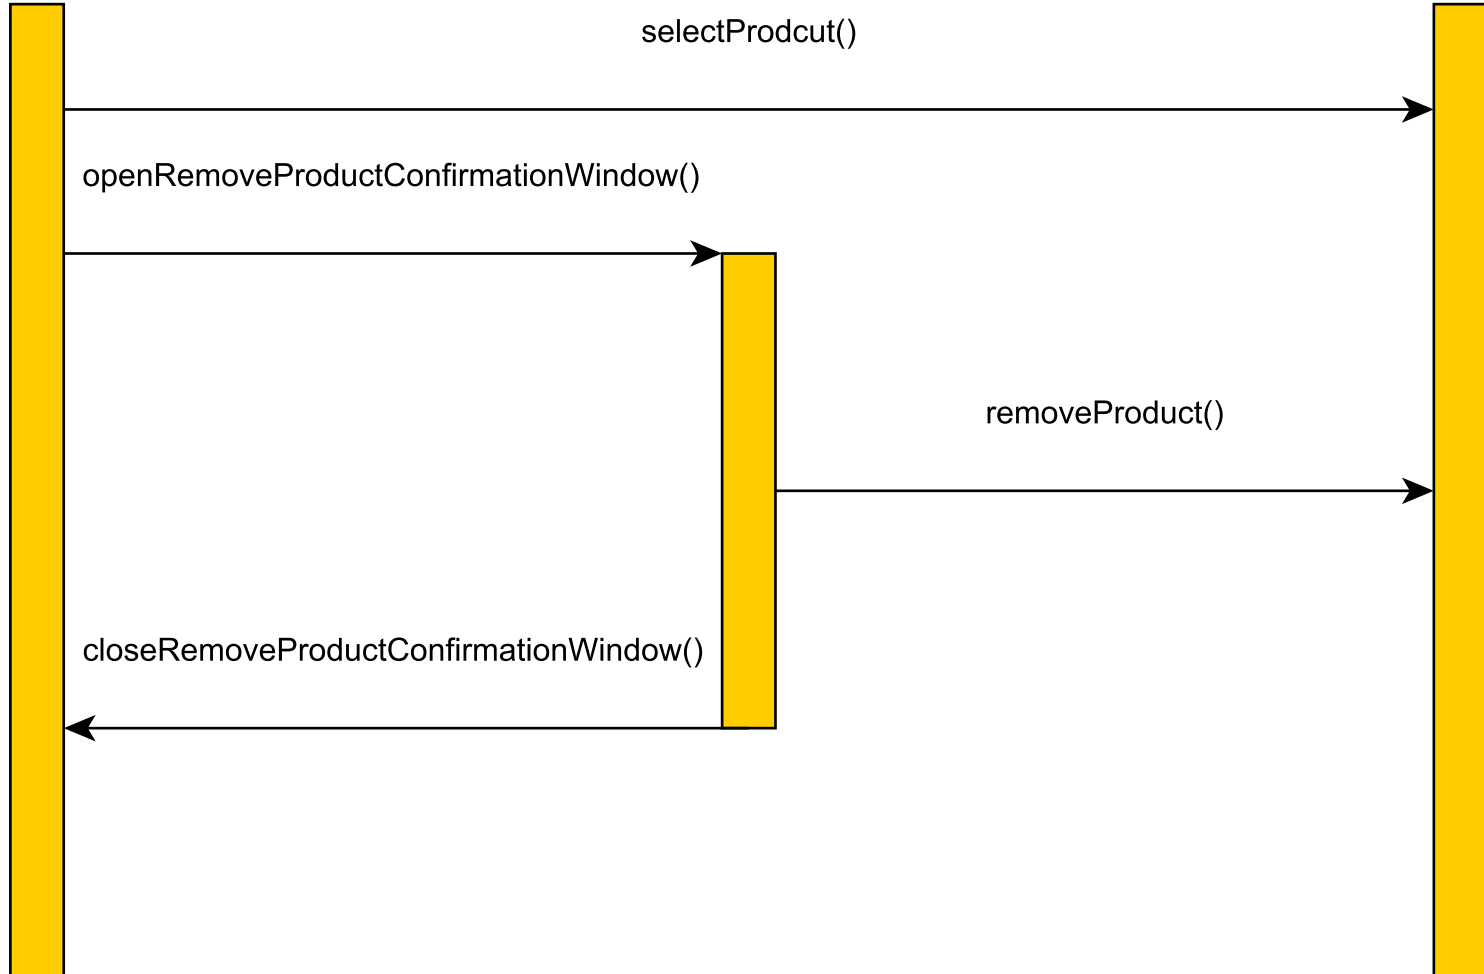 selectProdcut()
openRemoveProductConfirmationWindow()
removeProduct()
closeRemoveProductConfirmationWindow()